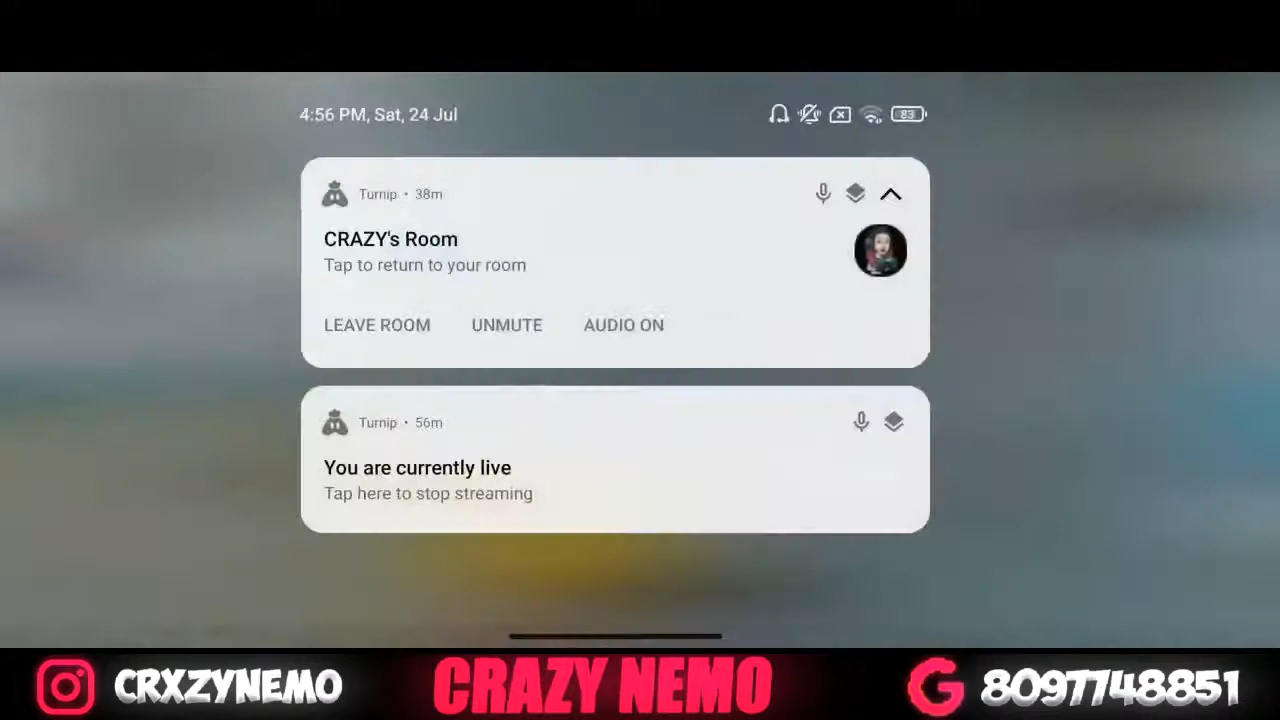 4:56 PM, Sat, 24 Jul
83
Turnip • 38m
CRAZY's Room
Tap to return to your room
LEAVE ROOM UNMUTE AUDIO ON
Turnip • 56m
You are currently live
Tap here to stop streaming
CRXZYNEMO CRAZY NEMO G 8097748851